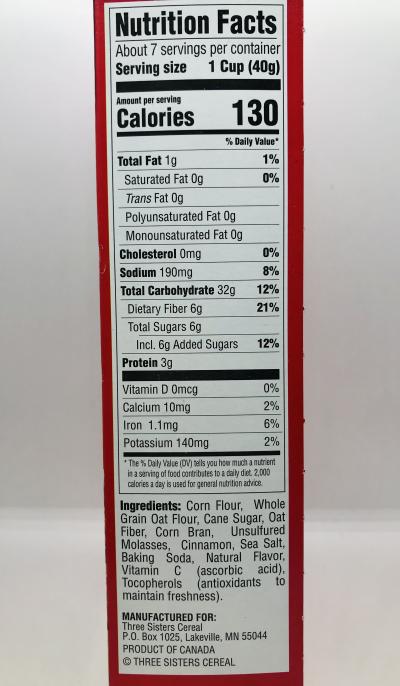 Nutrition Facts
About 7 servings per container
Serving size 1 Cup (40g)
Amount per serving
Calories 130
% Daily Value*
Total Fat 1g 1%
Saturated Fat 0g 0%
Trans Fat 0g
Polyunsaturated Fat 0g
Monounsaturated Fat 0g
Cholesterol 0mg 0%
Sodium 190mg 8%
Total Carbohydrate 32g 12%
Dietary Fiber 6g 21%
Total Sugars 6g
Incl. 6g Added Sugars 12%
Protein 3g
Vitamin D 0mcg 0%
Calcium 10mg 2%
Iron 1.1mg 6%
Potassium 140mg 2%
* The % Daily Value (DV) tells you how much a nutrient
in a serving of food contributes to a daily diet. 2,000
calories a day is used for general nutrition advice.
Ingredients: Corn Flour, Whole
Grain Oat Flour, Cane Sugar, Oat
Fiber, Corn Bran, Unsulfured
Molasses, Cinnamon, Sea Salt,
Baking Soda, Natural Flavor,
Vitamin C (ascorbic acid),
Tocopherols (antioxidants to
maintain freshness).
MANUFACTURED FOR:
Three Sisters Cereal
P.O. Box 1025, Lakeville, MN 55044
PRODUCT OF CANADA
© THREE SISTERS CEREAL